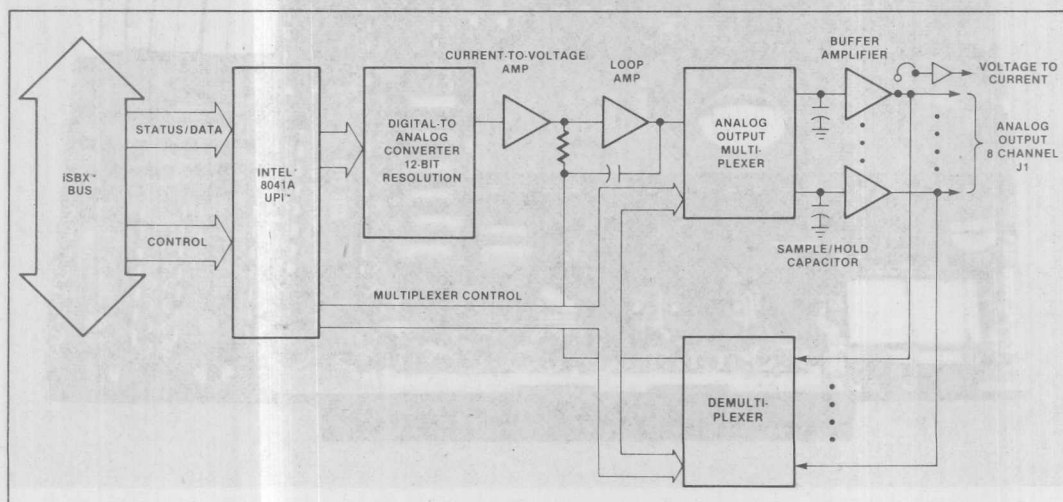 CURRENT-TO-VOLTAGE
AMP
LOOP
AMP
BUFFER
AMPLIFIER
VOLTAGE TO
CURRENT
STATUS/DATA
iSBX™
BUS
CONTROL
INTEL
8041A
UPI™
DIGITAL-TO
ANALOG
CONVERTER
12-BIT
RESOLUTION
ANALOG
OUTPUT
MULTI-
PLEXER
ANALOG
OUTPUT
8 CHANNEL
J1
SAMPLE/HOLD
CAPACITOR
MULTIPLEXER CONTROL
DEMULTI-
PLEXER